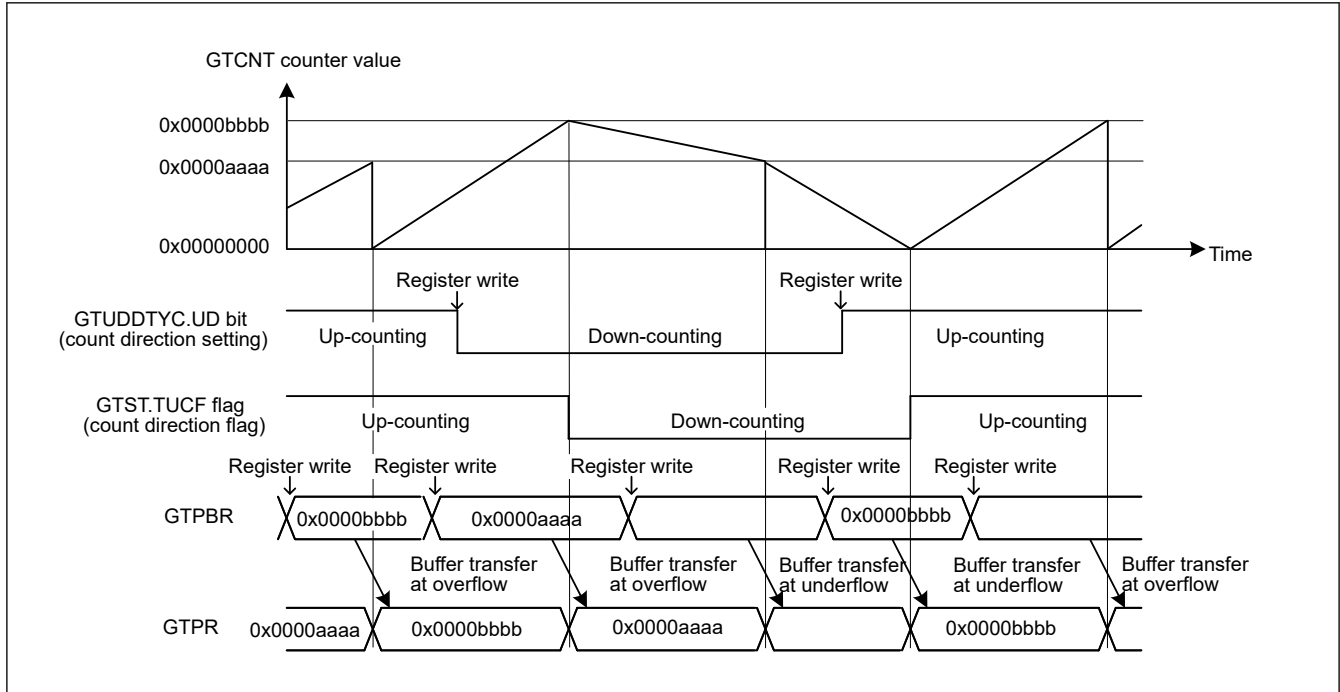 GTCNT counter value
0x0000bbbb
0x0000aaaa
0x00000000
Time
Register write
Register write
GTUDDTYC.UD bit
(count direction setting)
Up-counting
Down-counting
Up-counting
GTST.TUCF flag
(count direction flag)
Up-counting
Down-counting
Up-counting
Register write
Register write
Register write
Register write
Register write
GTPBR
0x0000bbbb
0x0000aaaa
0x0000bbbb
Buffer transfer
at overflow
Buffer transfer
at overflow
Buffer transfer
at underflow
Buffer transfer
at underflow
Buffer transfer
at overflow
GTPR
0x0000aaaa
0x0000bbbb
0x0000aaaa
0x0000bbbb